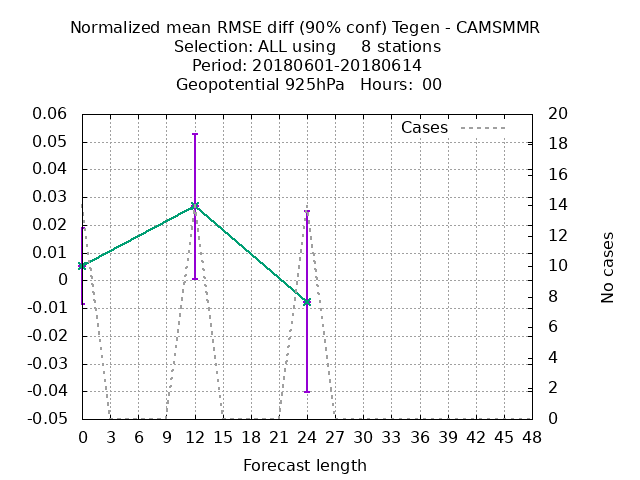 Normalized mean RMSE diff (90% conf) Tegen - CAMSMMR
Selection: ALL using     8 stations
Period: 20180601-20180614
Geopotential 925hPa   Hours:  00
Cases
0.06
0.05
0.04
0.03
0.02
0.01
0
-0.01
-0.02
-0.03
-0.04
-0.05
20
18
16
14
12
10
8
6
4
2
0
No cases
0 3 6 9 12 15 18 21 24 27 30 33 36 39 42 45 48
Forecast length